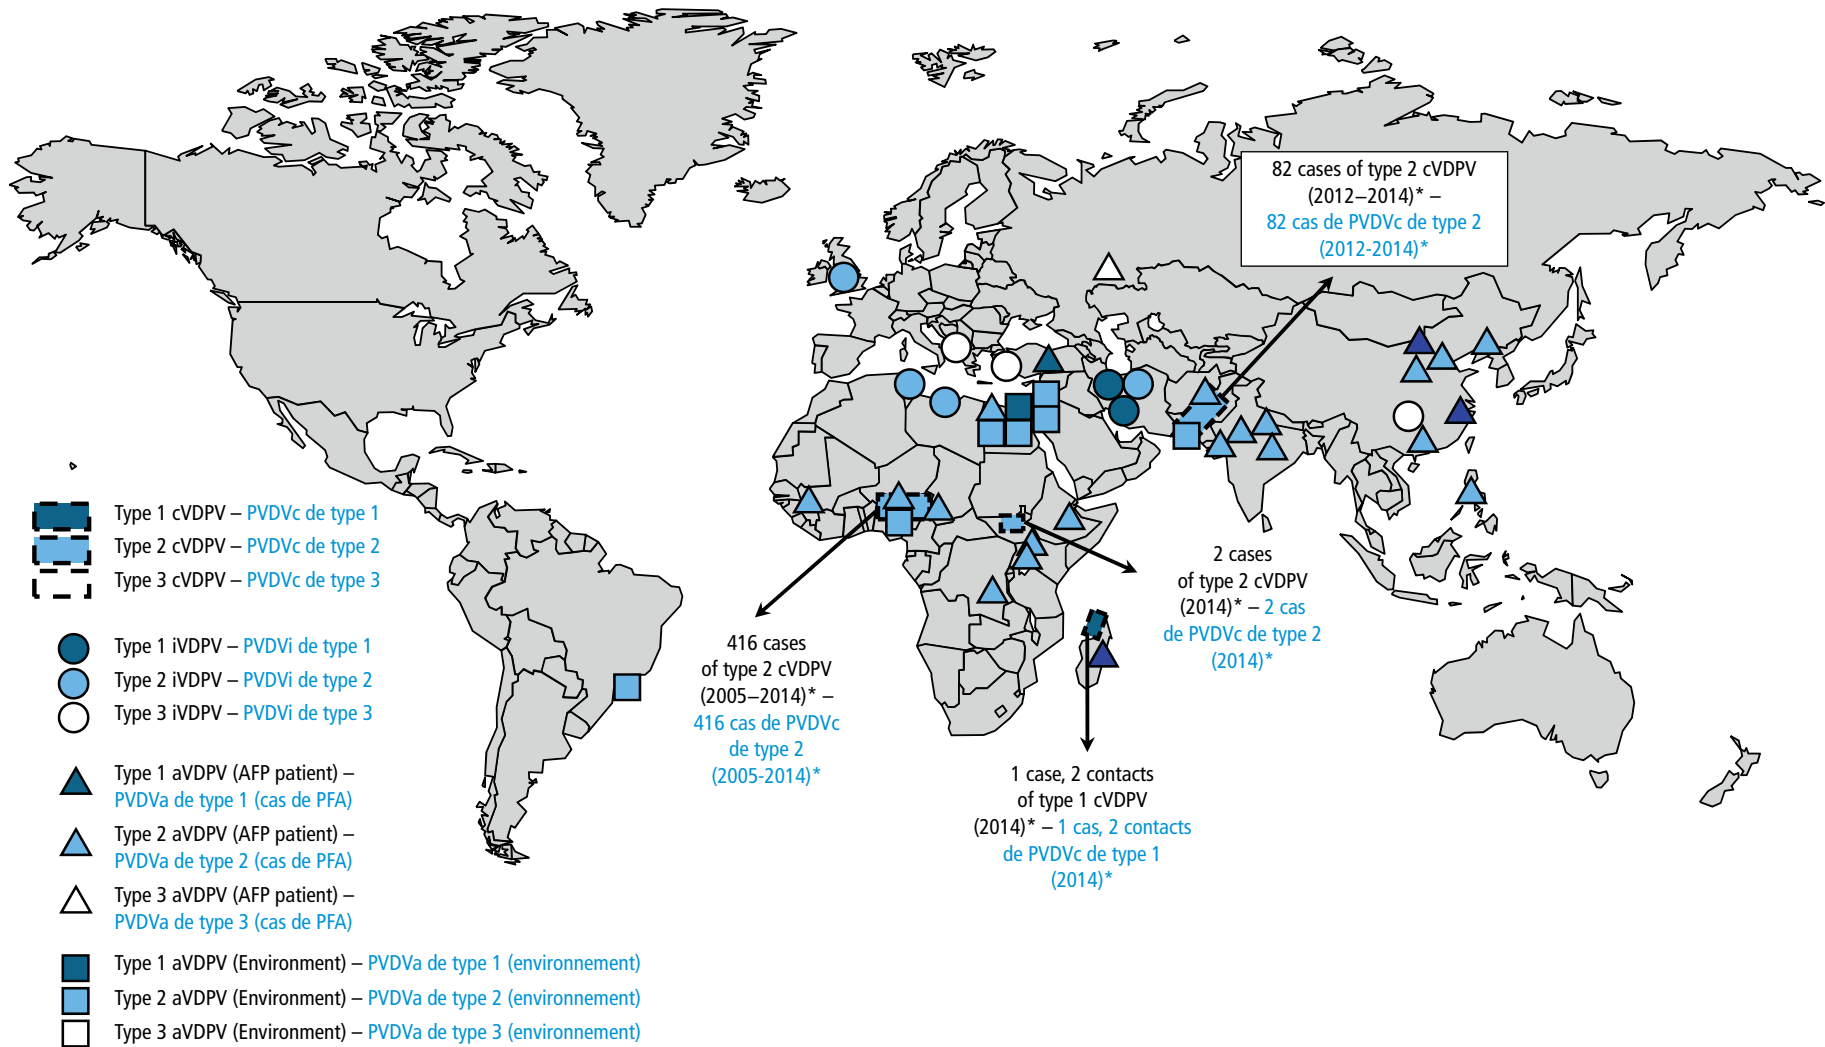 82 cases of type 2 cVDPV
(2012–2014)* –
82 cas de PVDVc de type 2
(2012-2014)*
Type 1 cVDPV – PVDVc de type 1
Type 2 cVDPV – PVDVc de type 2
Type 3 cVDPV – PVDVc de type 3
Type 1 iVDPV – PVDVi de type 1
Type 2 iVDPV – PVDVi de type 2
Type 3 iVDPV – PVDVi de type 3
Type 1 aVDPV (AFP patient) –
PVDVa de type 1 (cas de PFA)
Type 2 aVDPV (AFP patient) –
PVDVa de type 2 (cas de PFA)
Type 3 aVDPV (AFP patient) –
PVDVa de type 3 (cas de PFA)
Type 1 aVDPV (Environment) – PVDVa de type 1 (environnement)
Type 2 aVDPV (Environment) – PVDVa de type 2 (environnement)
Type 3 aVDPV (Environment) – PVDVa de type 3 (environnement)
416 cases
of type 2 cVDPV
(2005–2014)* –
416 cas de PVDVc
de type 2
(2005-2014)*
1 case, 2 contacts
of type 1 cVDPV
(2014)* – 1 cas, 2 contacts
de PVDVc de type 1
(2014)*
2 cases
of type 2 cVDPV
(2014)* – 2 cas
de PVDVc de type 2
(2014)*